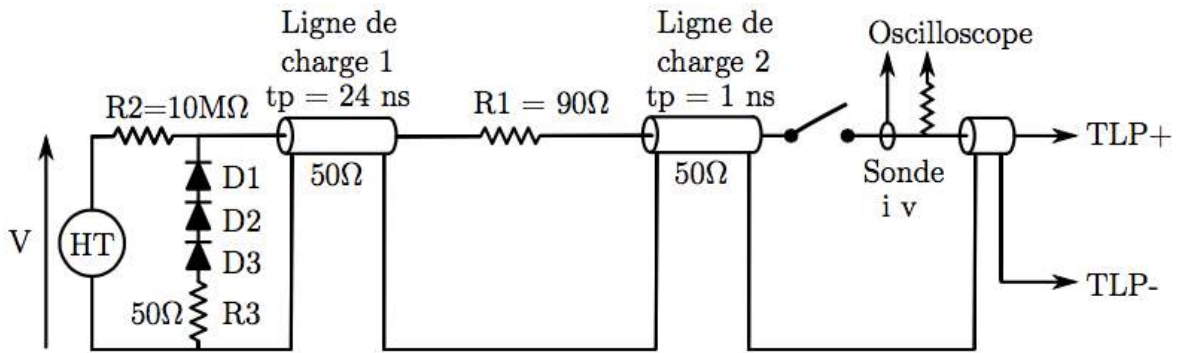 Ligne de
charge 1
tp = 24 ns
Ligne de
charge 2
tp = 1 ns
Oscilloscope
R2=10MΩ
R1 = 90Ω
TLP+
50Ω
50Ω
Sonde
i v
D1
D2
D3
V
HT
TLP-
50Ω
R3